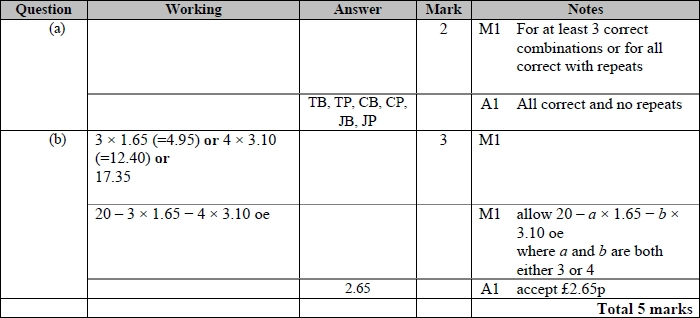 Question Working Answer Mark Notes
(a) 2 M1 For at least 3 correct
combinations or for all
correct with repeats
TB, TP, CB, CP, A1 All correct and no repeats
JB, JP
(b) 3 × 1.65 (=4.95) or 4 × 3.10 3 M1
(=12.40) or
17.35
20 – 3 × 1.65 − 4 × 3.10 oe M1 allow 20 – a × 1.65 − b ×
3.10 oe
where a and b are both
either 3 or 4
2.65 A1 accept £2.65p
Total 5 marks